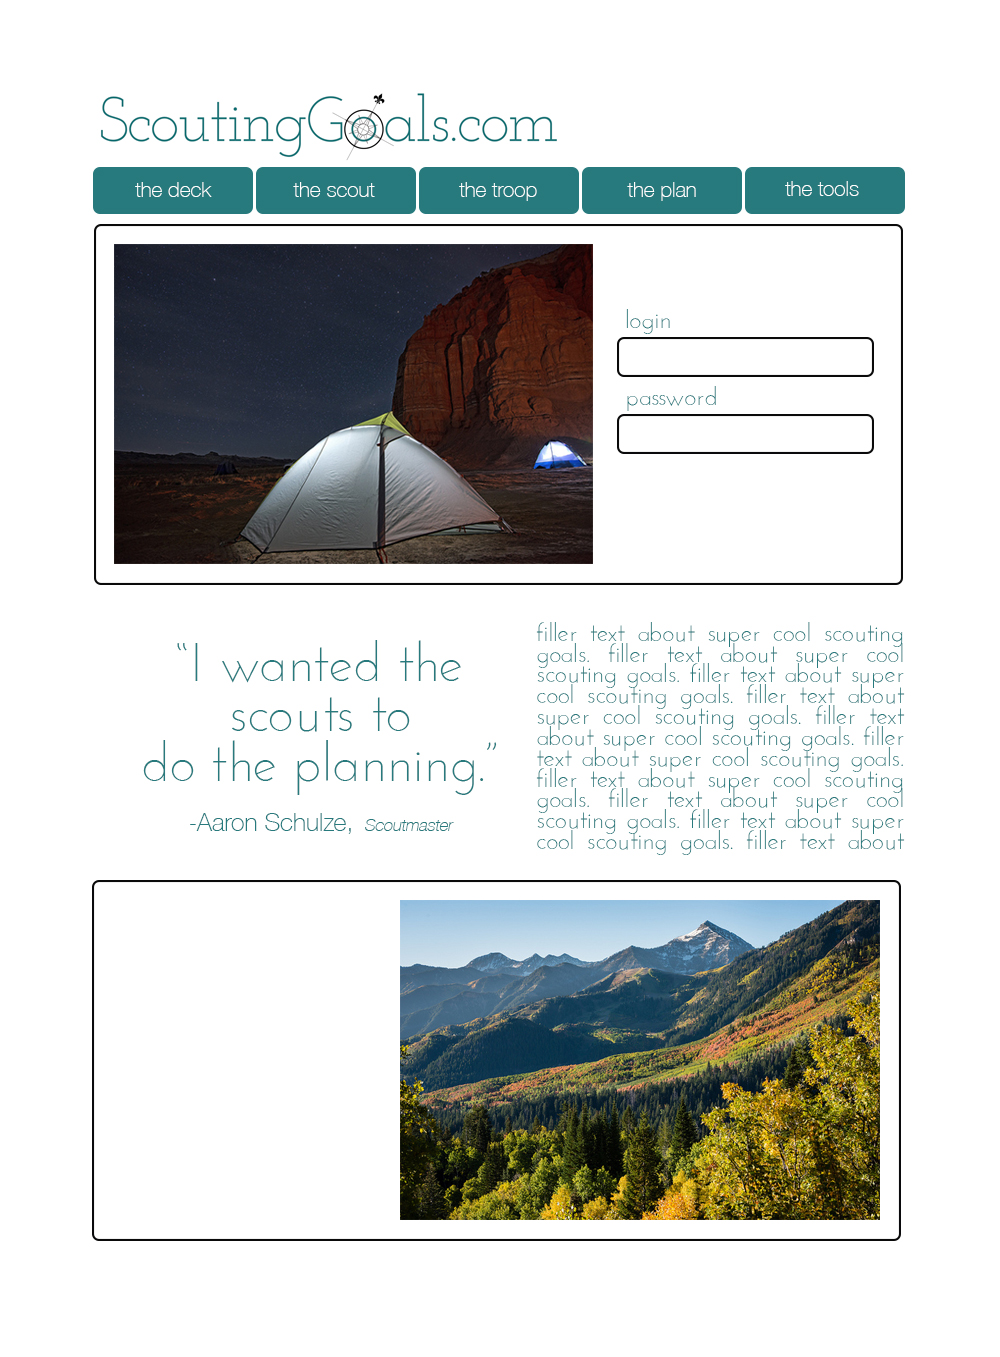 ScoutingGoals.com
the deck the scout the troop the plan the tools
login
password
“I wanted the
scouts to
do the planning.”
-Aaron Schulze, Scoutmaster
filler text about super cool scouting
goals. filler text about super cool
scouting goals. filler text about super
cool scouting goals. filler text about
super cool scouting goals. filler text
about super cool scouting goals. filler
text about super cool scouting goals.
filler text about super cool scouting
goals. filler text about super cool
scouting goals. filler text about super
cool scouting goals. filler text about